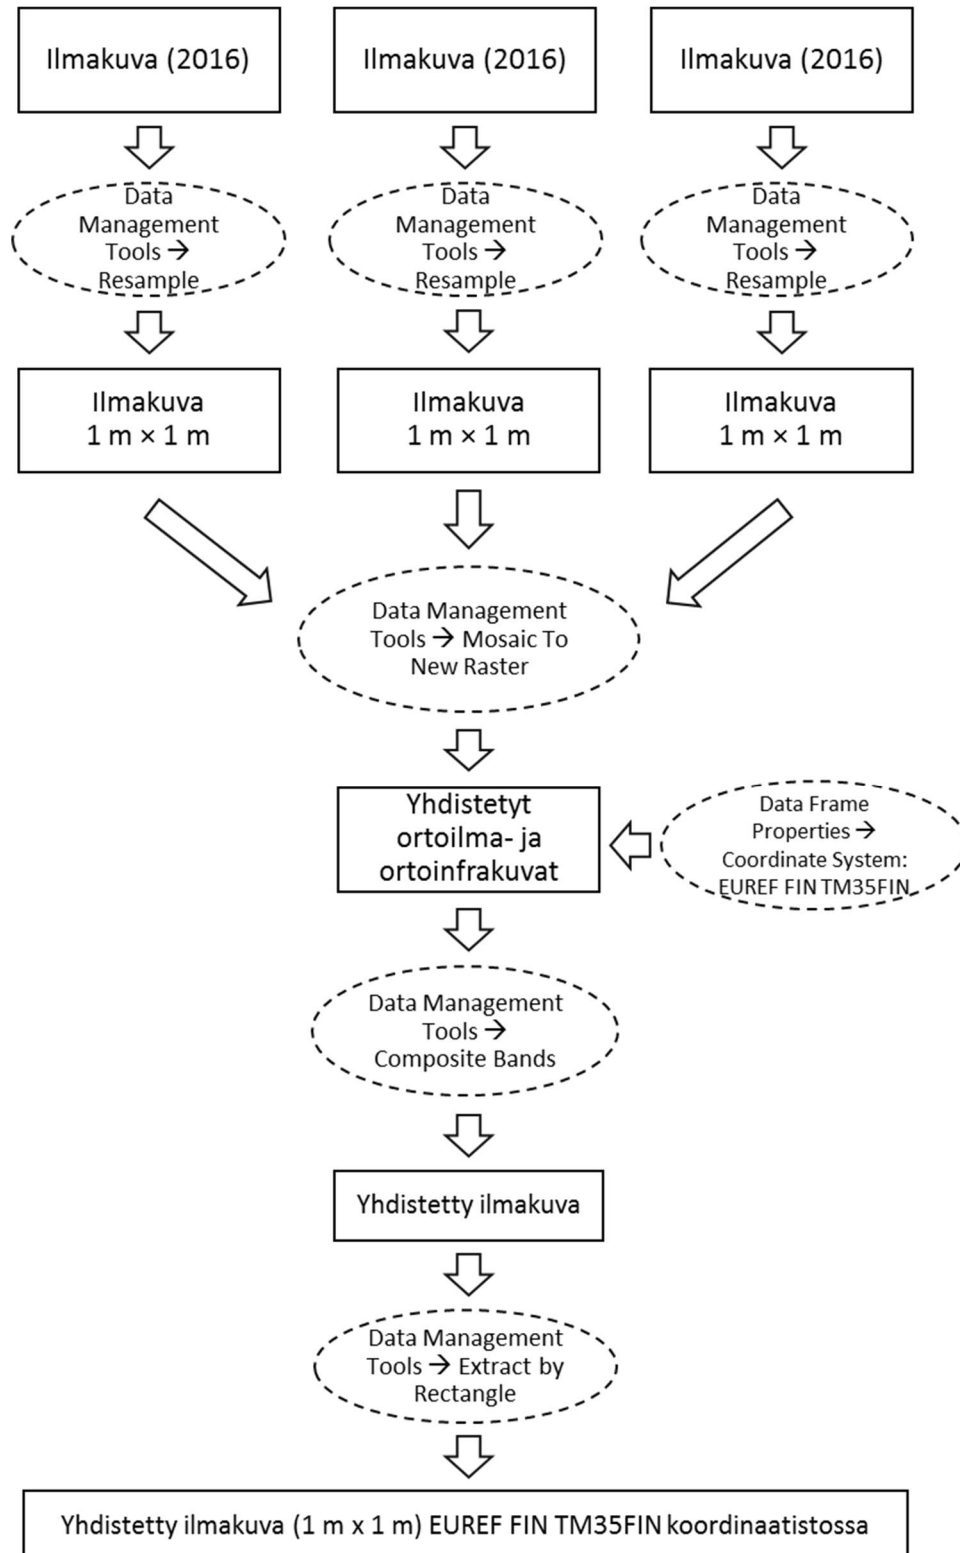 Ilmakuva (2016)
Ilmakuva (2016)
Ilmakuva (2016)
Data
Management
Tools →
Resample
Data
Management
Tools →
Resample
Data
Management
Tools →
Resample
Ilmakuva
1 m × 1 m
Ilmakuva
1 m × 1 m
Ilmakuva
1 m × 1 m
Data Management
Tools → Mosaic To
New Raster
Yhdistetyt
ortoilma- ja
ortoinfrakuvat
Data Frame
Properties →
Coordinate System:
EUREF FIN TM35FIN
Data Management
Tools →
Composite Bands
Yhdistetty ilmakuva
Data Management
Tools → Extract by
Rectangle
Yhdistetty ilmakuva (1 m x 1 m) EUREF FIN TM35FIN koordinaatistossa